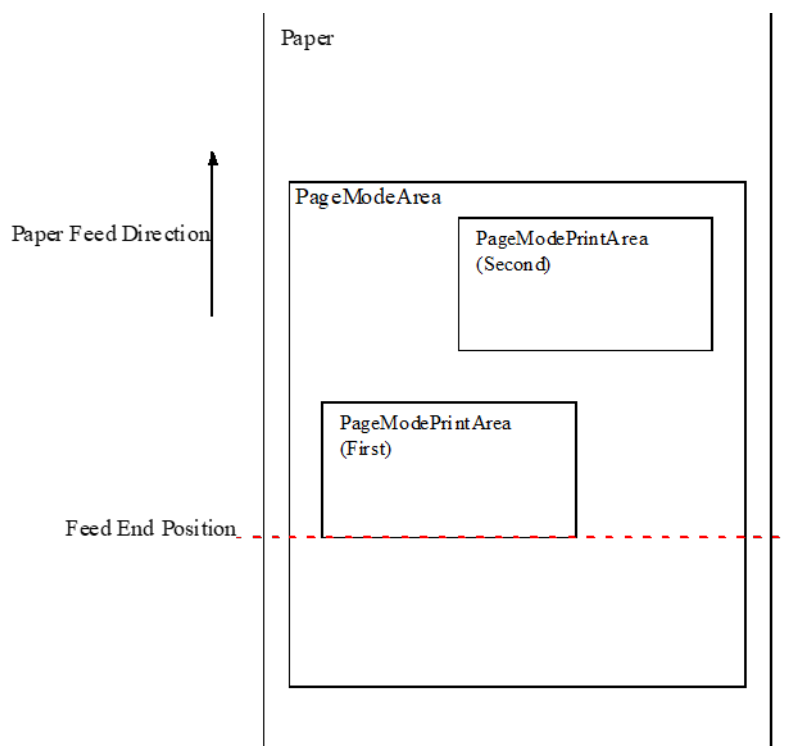 Paper
PageModeArea
Paper Feed Direction
PageModePrintArea
(Second)
PageModePrintArea
(First)
Feed End Position